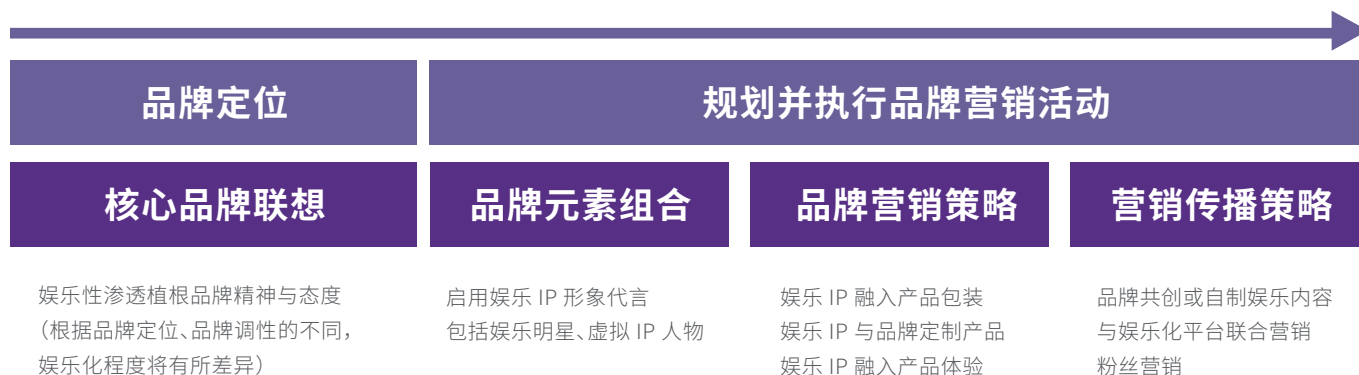 品牌定位
规划并执行品牌营销活动
核心品牌联想
品牌元素组合
品牌营销策略
营销传播策略
娱乐性渗透植根品牌精神与态度
（根据品牌定位、品牌调性的不同，
娱乐化程度将有所差异）
启用娱乐 IP 形象代言
包括娱乐明星、虚拟 IP 人物
娱乐 IP 融入产品包装
娱乐 IP 与品牌定制产品
娱乐 IP 融入产品体验
品牌共创或自制娱乐内容
与娱乐化平台联合营销
粉丝营销